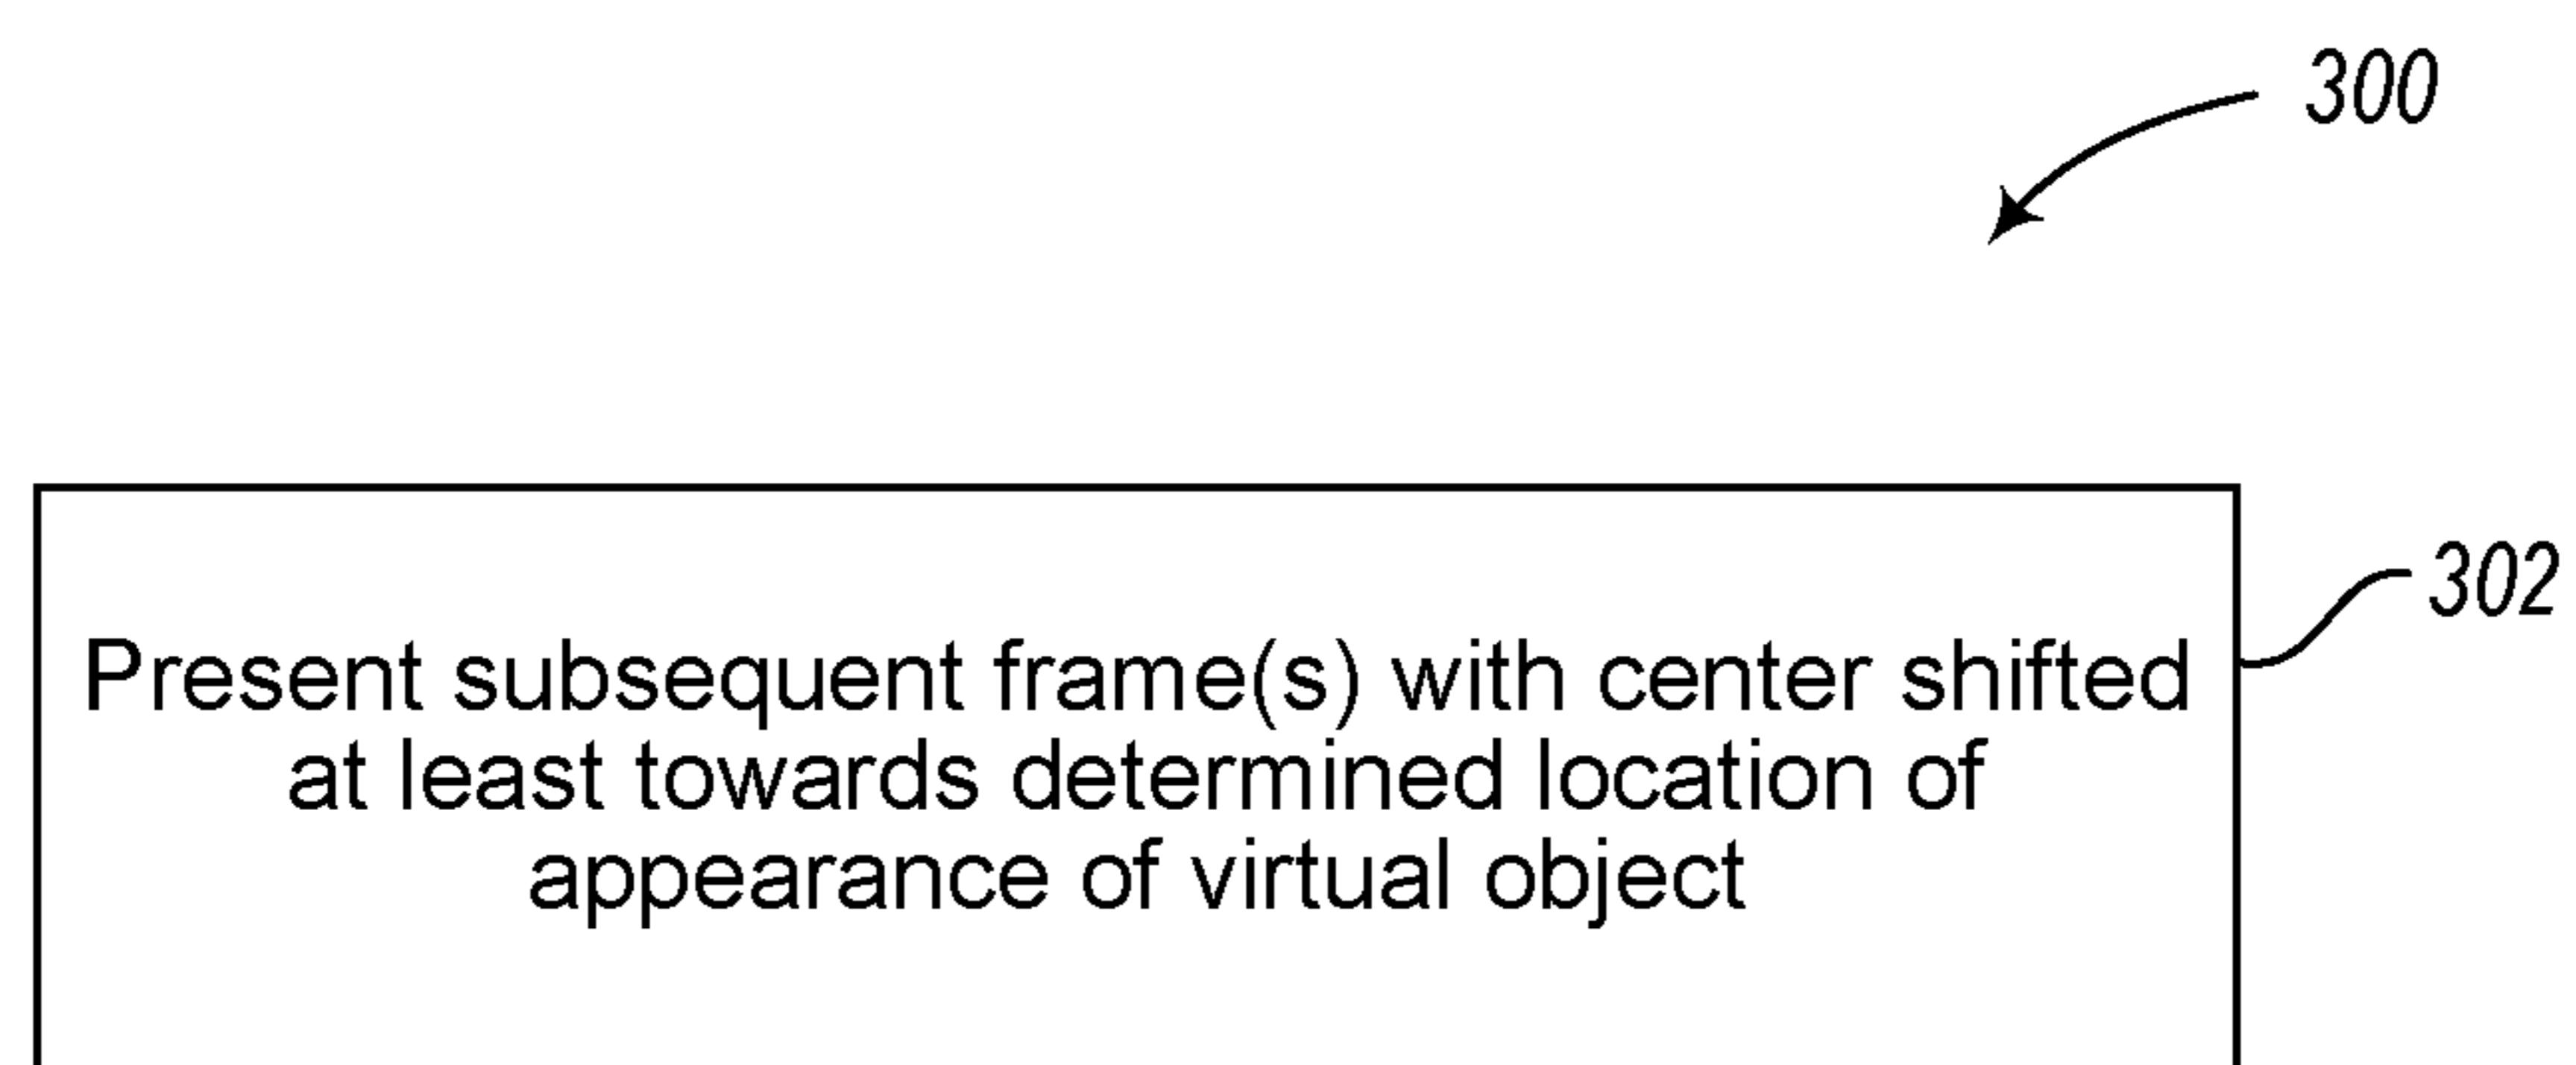 300
302
Present subsequent frame(s) with center shifted
at least towards determined location of
appearance of virtual object